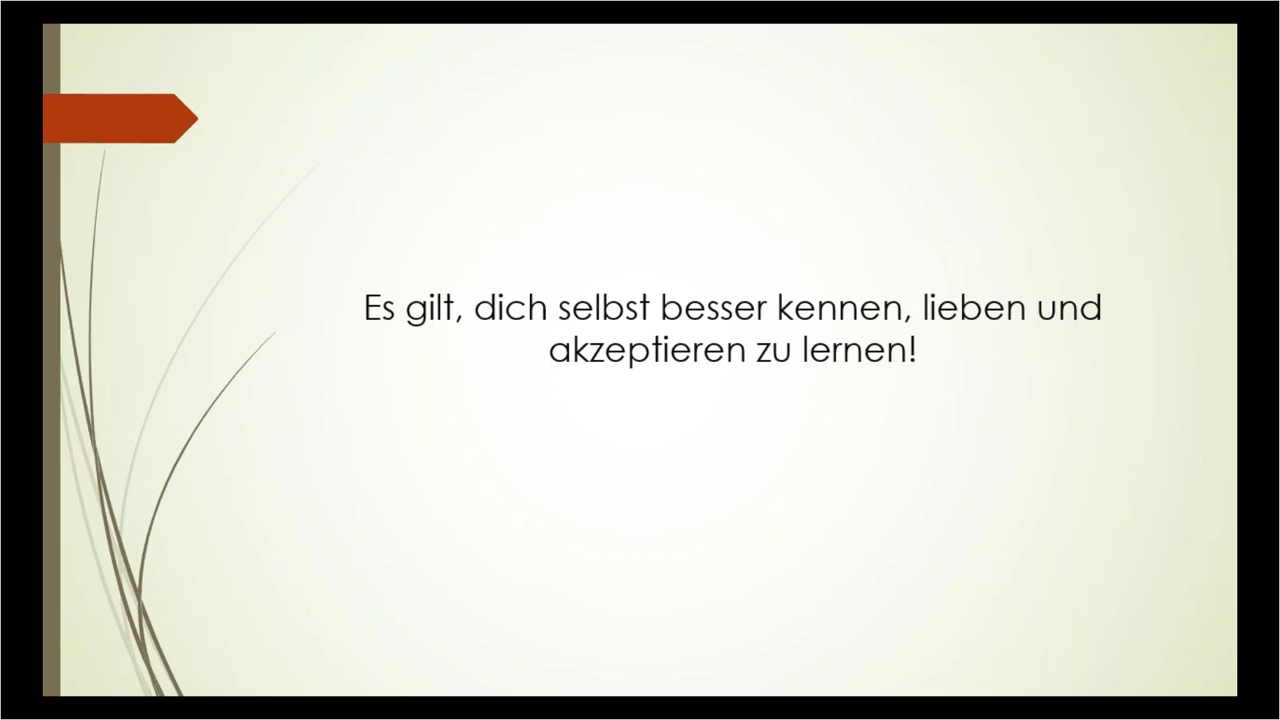 Es gilt, dich selbst besser kennen, lieben und
akzeptieren zu lernen!